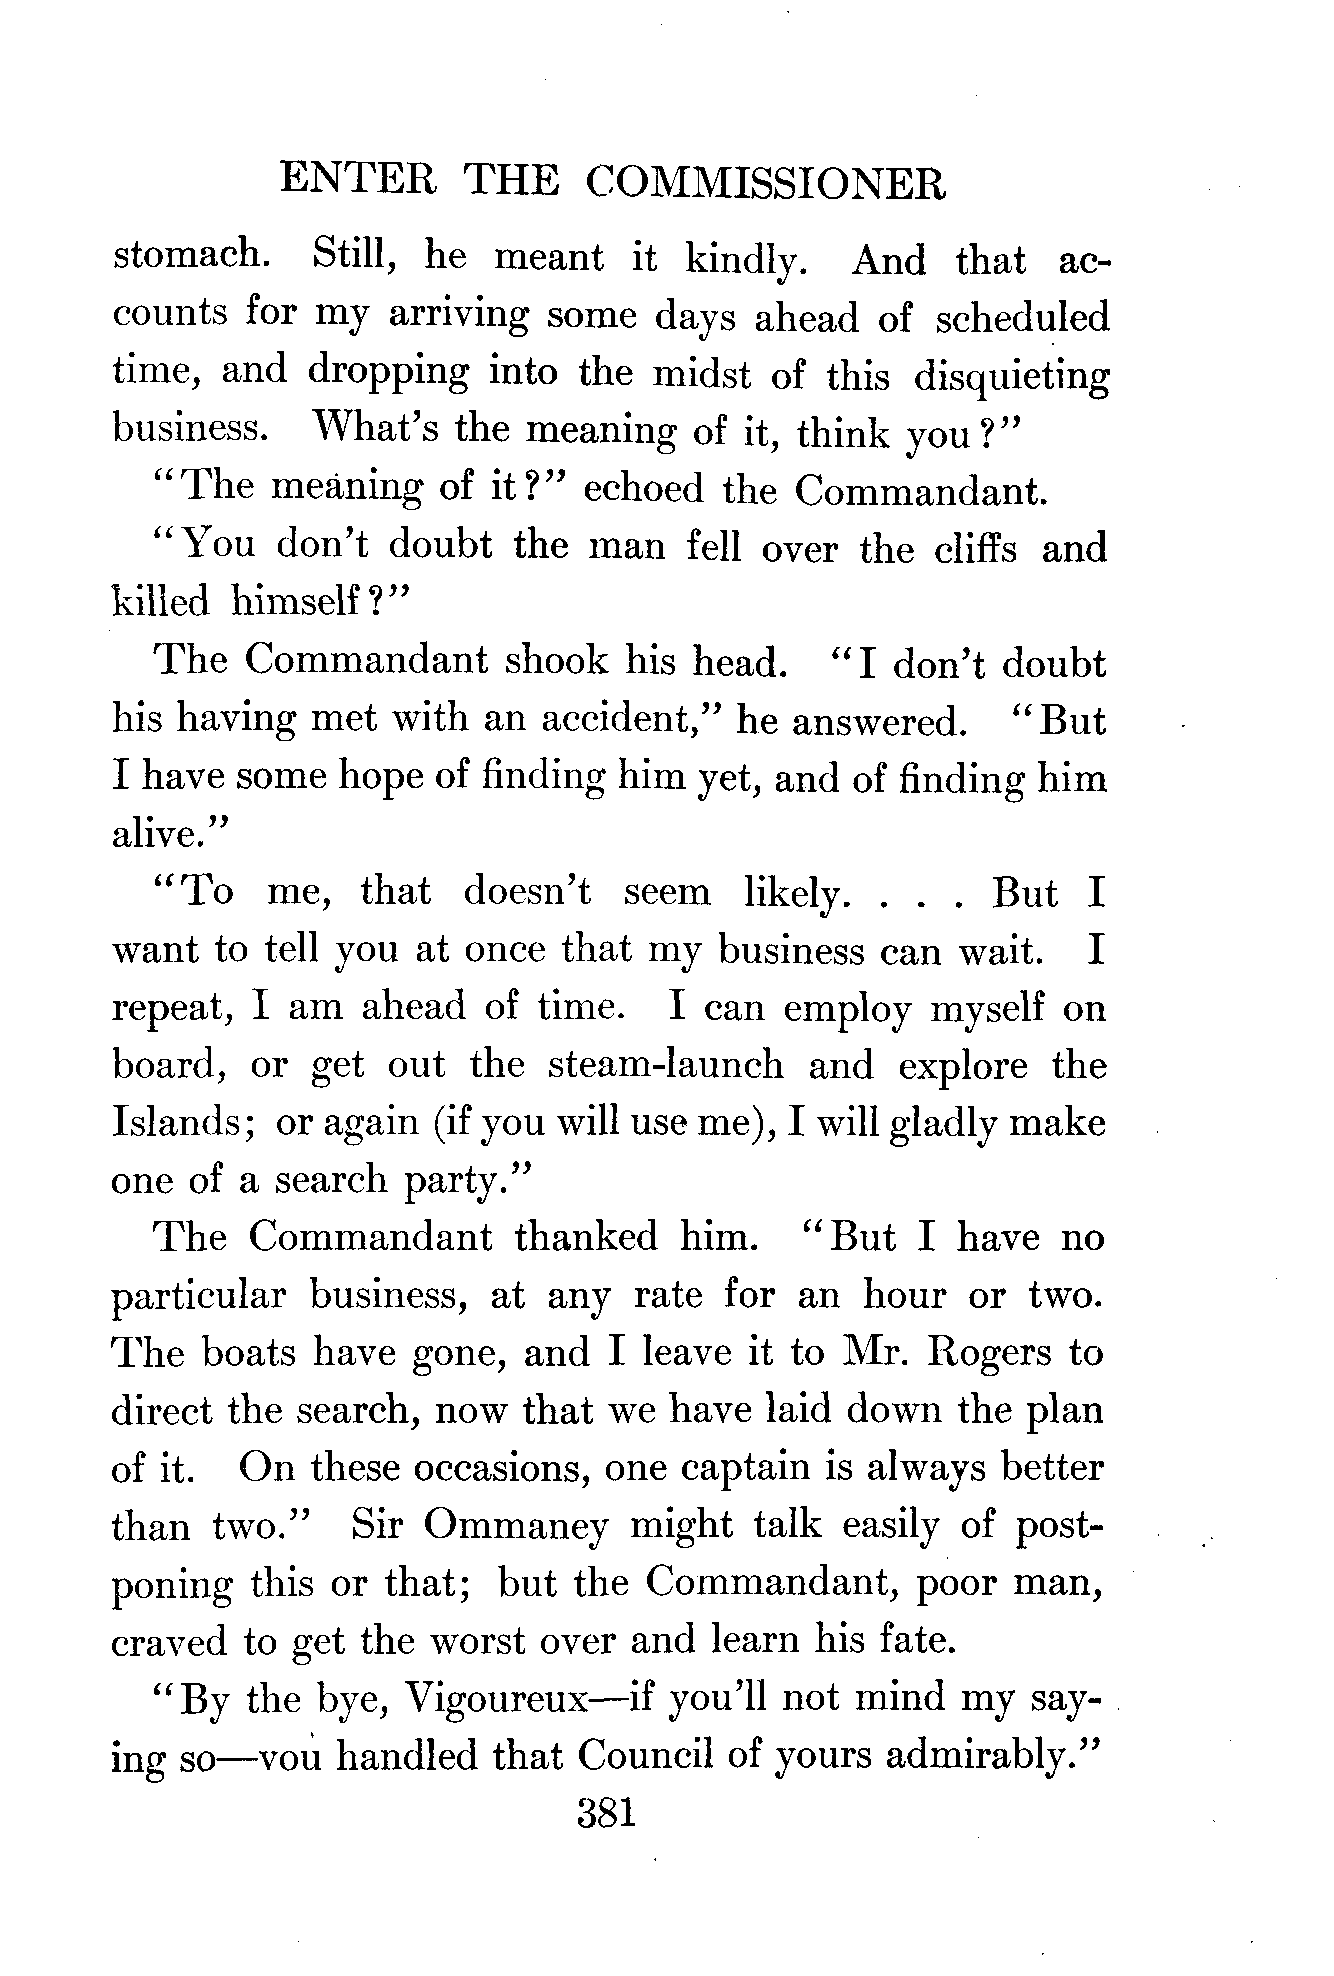 ENTER THE COMMISSIONER
stomach. Still, he meant it kindly. And that ac-
counts for my arriving some days ahead of scheduled
time, and dropping into the midst of this disquieting
business. What's the meaning of it, think you?"
"The meaning of it?" echoed the Commandant.
"You don't doubt the man fell over the cliffs and
killed himself?"
The Commandant shook his head. "I don't doubt
his having met with an accident," he answered. "But
I have some hope of finding him yet, and of finding him
alive."
"To me, that doesn't seem likely. . . . But I
want to tell you at once that my business can wait. I
repeat, I am ahead of time. I can employ myself on
board, or get out the steam-launch and explore the
Islands; or again (if you will use me), I will gladly make
one of a search party."
The Commandant thanked him. "But I have no
particular business, at any rate for an hour or two.
The boats have gone, and I leave it to Mr. Rogers to
direct the search, now that we have laid down the plan
of it. On these occasions, one captain is always better
than two." Sir Ommaney might talk easily of post-
poning this or that; but the Commandant, poor man,
craved to get the worst over and learn his fate.
"By the bye, Vigoureux—if you'll not mind my say-
ing so—you handled that Council of yours admirably."
381